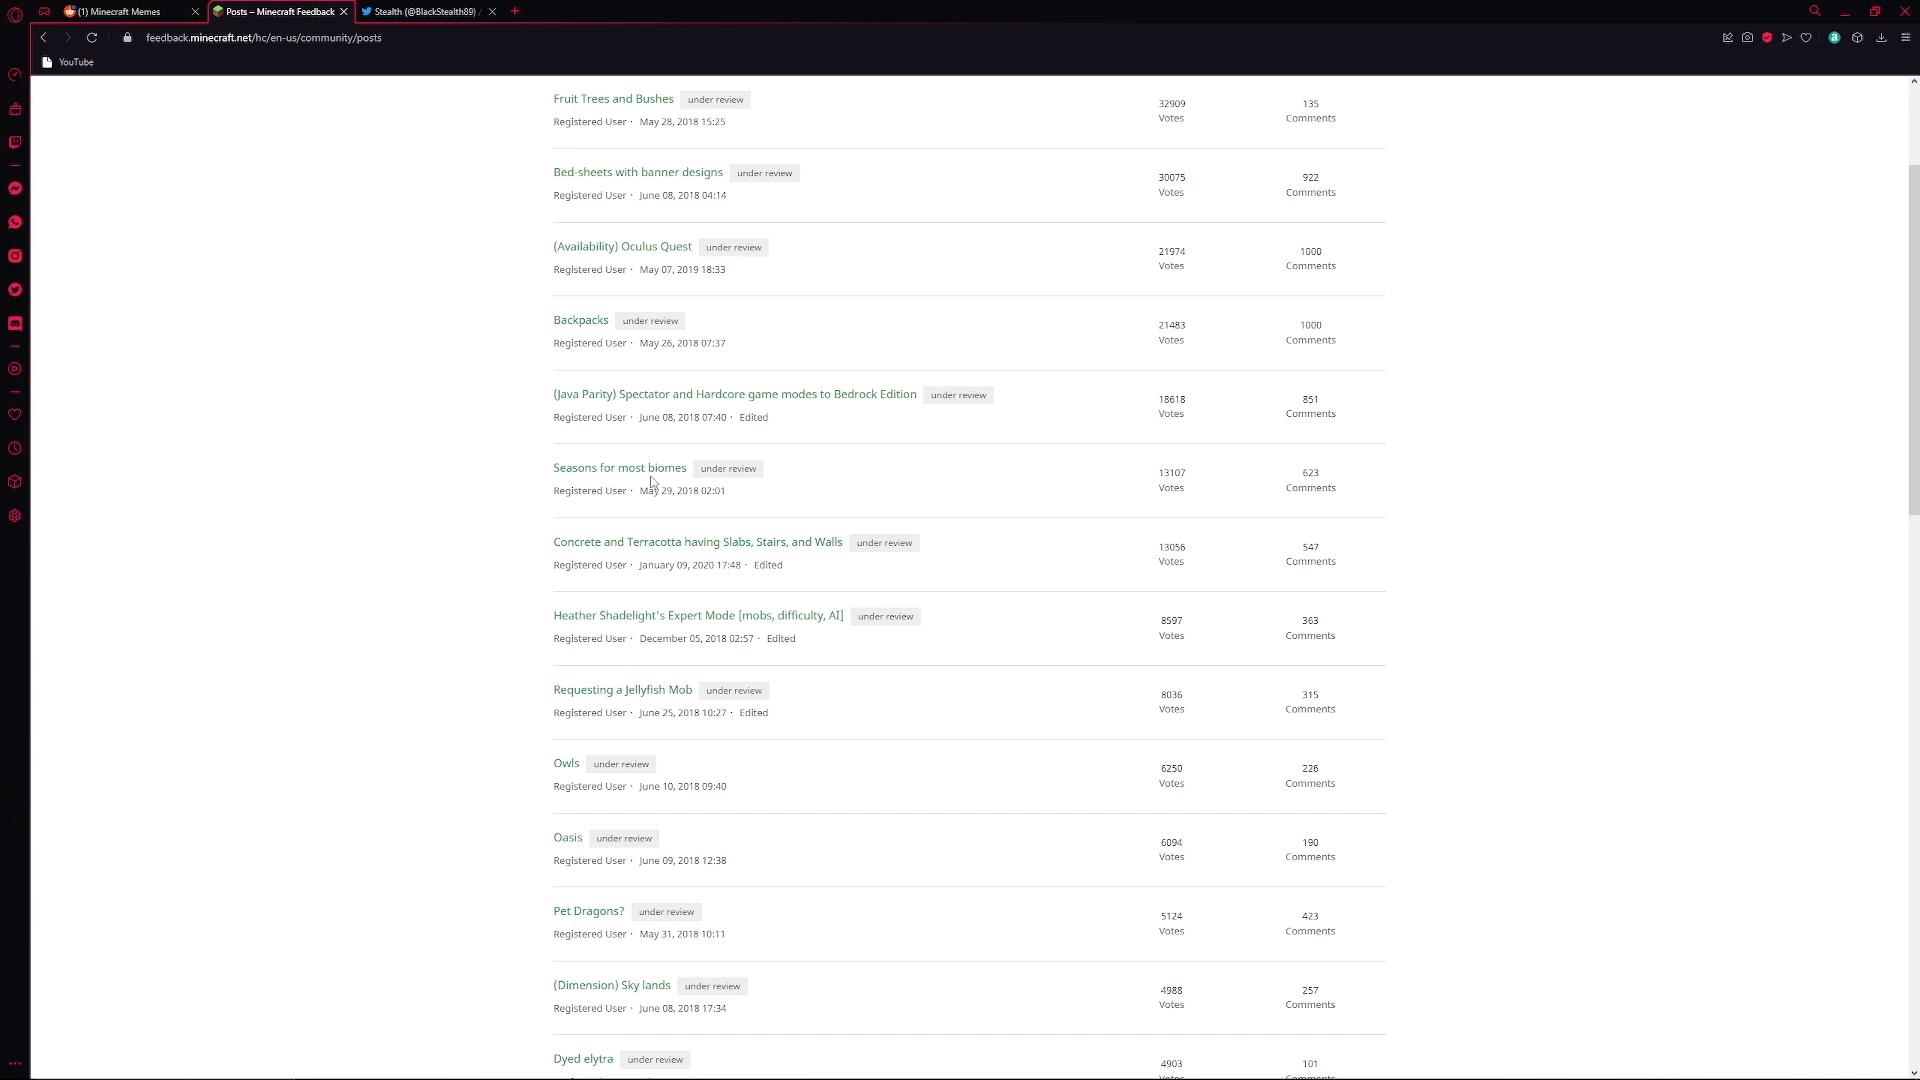 (1) Minecraft Memes
Posts – Minecraft Feedback
Stealth (@BlackStealth89) /
feedback.minecraft.net/hc/en-us/community/posts
YouTube
Fruit Trees and Bushes under review
Registered User · May 28, 2018 15:25
32909 Votes
135 Comments
Bed-sheets with banner designs under review
Registered User · June 08, 2018 04:14
30075 Votes
922 Comments
(Availability) Oculus Quest under review
Registered User · May 07, 2019 18:33
21974 Votes
1000 Comments
Backpacks under review
Registered User · May 26, 2018 07:37
21483 Votes
1000 Comments
(Java Parity) Spectator and Hardcore game modes to Bedrock Edition under review
Registered User · June 08, 2018 07:40 · Edited
18618 Votes
851 Comments
Seasons for most biomes under review
Registered User · May 29, 2018 02:01
13107 Votes
623 Comments
Concrete and Terracotta having Slabs, Stairs, and Walls under review
Registered User · January 09, 2020 17:48 · Edited
13056 Votes
547 Comments
Heather Shadelight's Expert Mode [mobs, difficulty, AI] under review
Registered User · December 05, 2018 02:57 · Edited
8597 Votes
363 Comments
Requesting a Jellyfish Mob under review
Registered User · June 25, 2018 10:27 · Edited
8036 Votes
315 Comments
Owls under review
Registered User · June 10, 2018 09:40
6250 Votes
226 Comments
Oasis under review
Registered User · June 09, 2018 12:38
6094 Votes
190 Comments
Pet Dragons? under review
Registered User · May 31, 2018 10:11
5124 Votes
423 Comments
(Dimension) Sky lands under review
Registered User · June 08, 2018 17:34
4988 Votes
257 Comments
Dyed elytra under review
4903 Votes
101 Comments